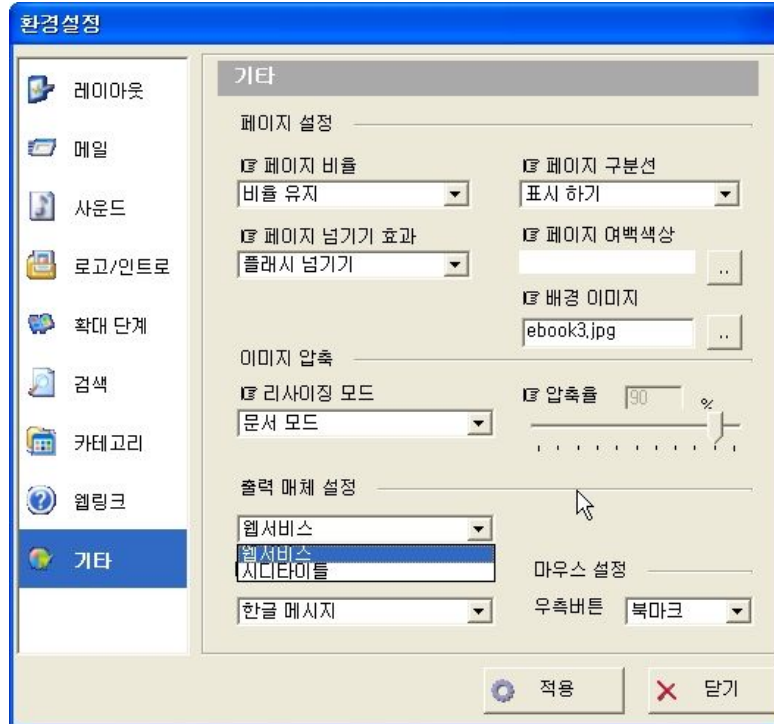 환경설정
레이아웃
메일
사운드
로고/인트로
확대 단계
검색
카테고리
웹링크
기타
기타
페이지 설정
☞ 페이지 비율
비율 유지
☞ 페이지 구분선
표시 하기
☞ 페이지 넘기기 효과
플래시 넘기기
☞ 페이지 여백색상
..
☞ 배경 이미지
ebook3.jpg
..
이미지 압축
☞ 리사이징 모드
문서 모드
☞ 압축율 90 %
출력 매체 설정
웹서비스
웹서비스
시디타이틀
한글 메시지
마우스 설정
우측버튼 북마크
적용
닫기